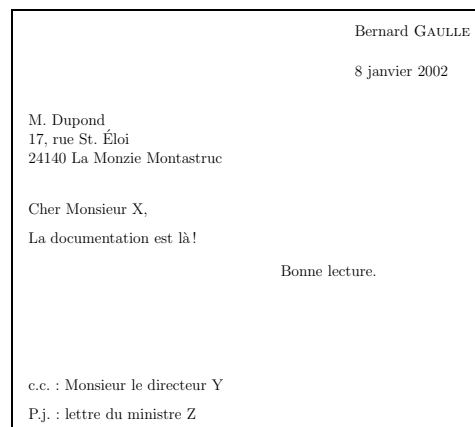 Bernard GAULLE
8 janvier 2002
M. Dupond
17, rue St. Éloi
24140 La Monzie Montastruc
Cher Monsieur X,
La documentation est là !
Bonne lecture.
c.c. : Monsieur le directeur Y
P.j. : lettre du ministre Z